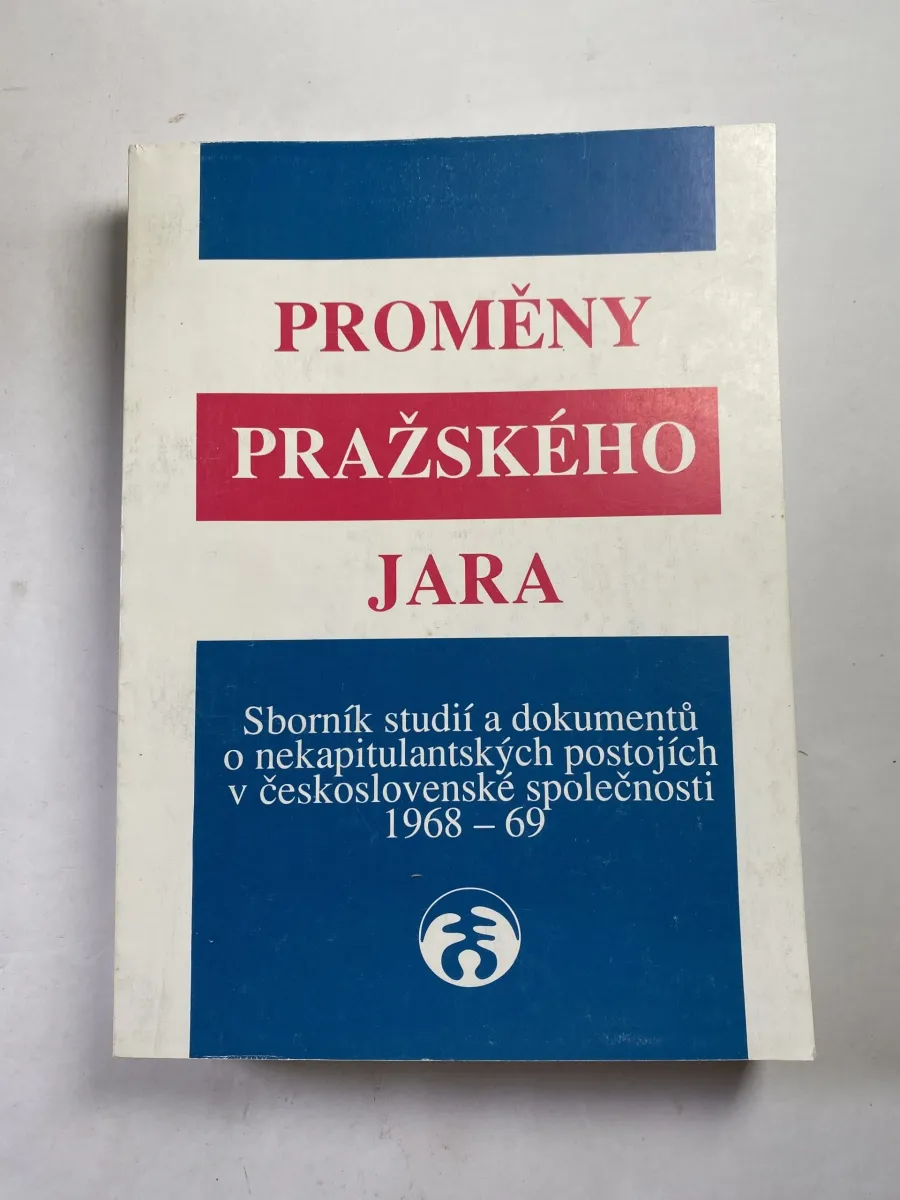 PROMĚNY
PRAŽSKÉHO
JARA
Sborník studií a dokumentů
o nekapitulantských postojích
v československé společnosti
1968 – 69